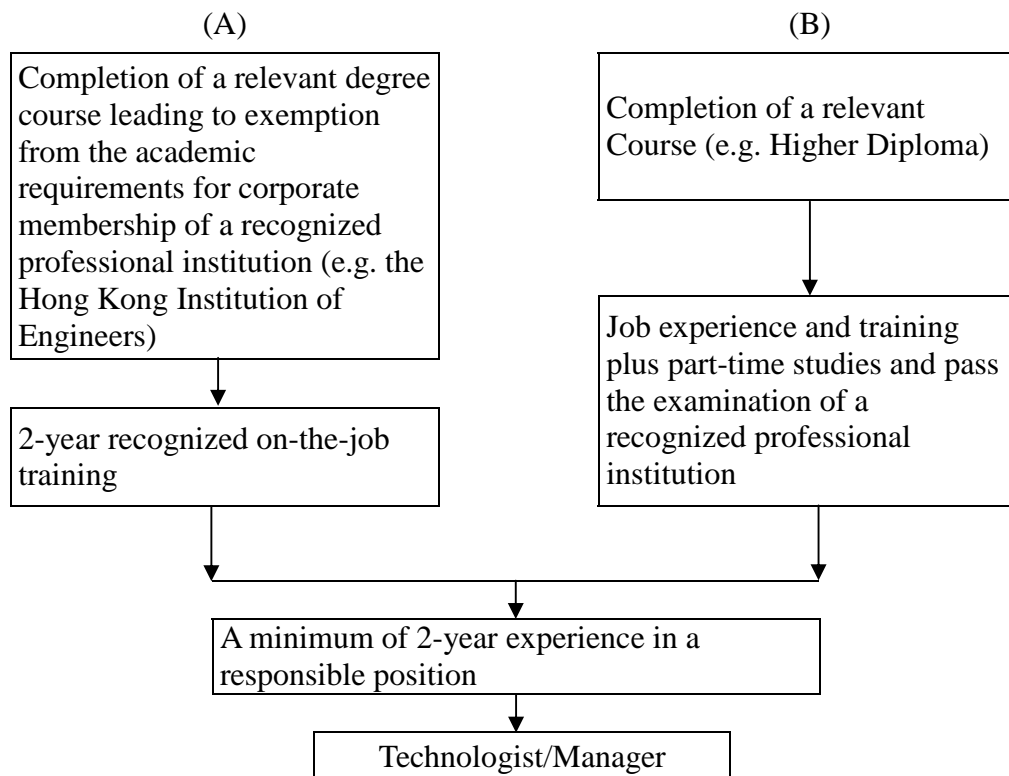 (A)
Completion of a relevant degree
course leading to exemption
from the academic
requirements for corporate
membership of a recognized
professional institution (e.g. the
Hong Kong Institution of
Engineers)
2-year recognized on-the-job
training
(B)
Completion of a relevant
Course (e.g. Higher Diploma)
Job experience and training
plus part-time studies and pass
the examination of a
recognized professional
institution
A minimum of 2-year experience in a
responsible position
Technologist/Manager